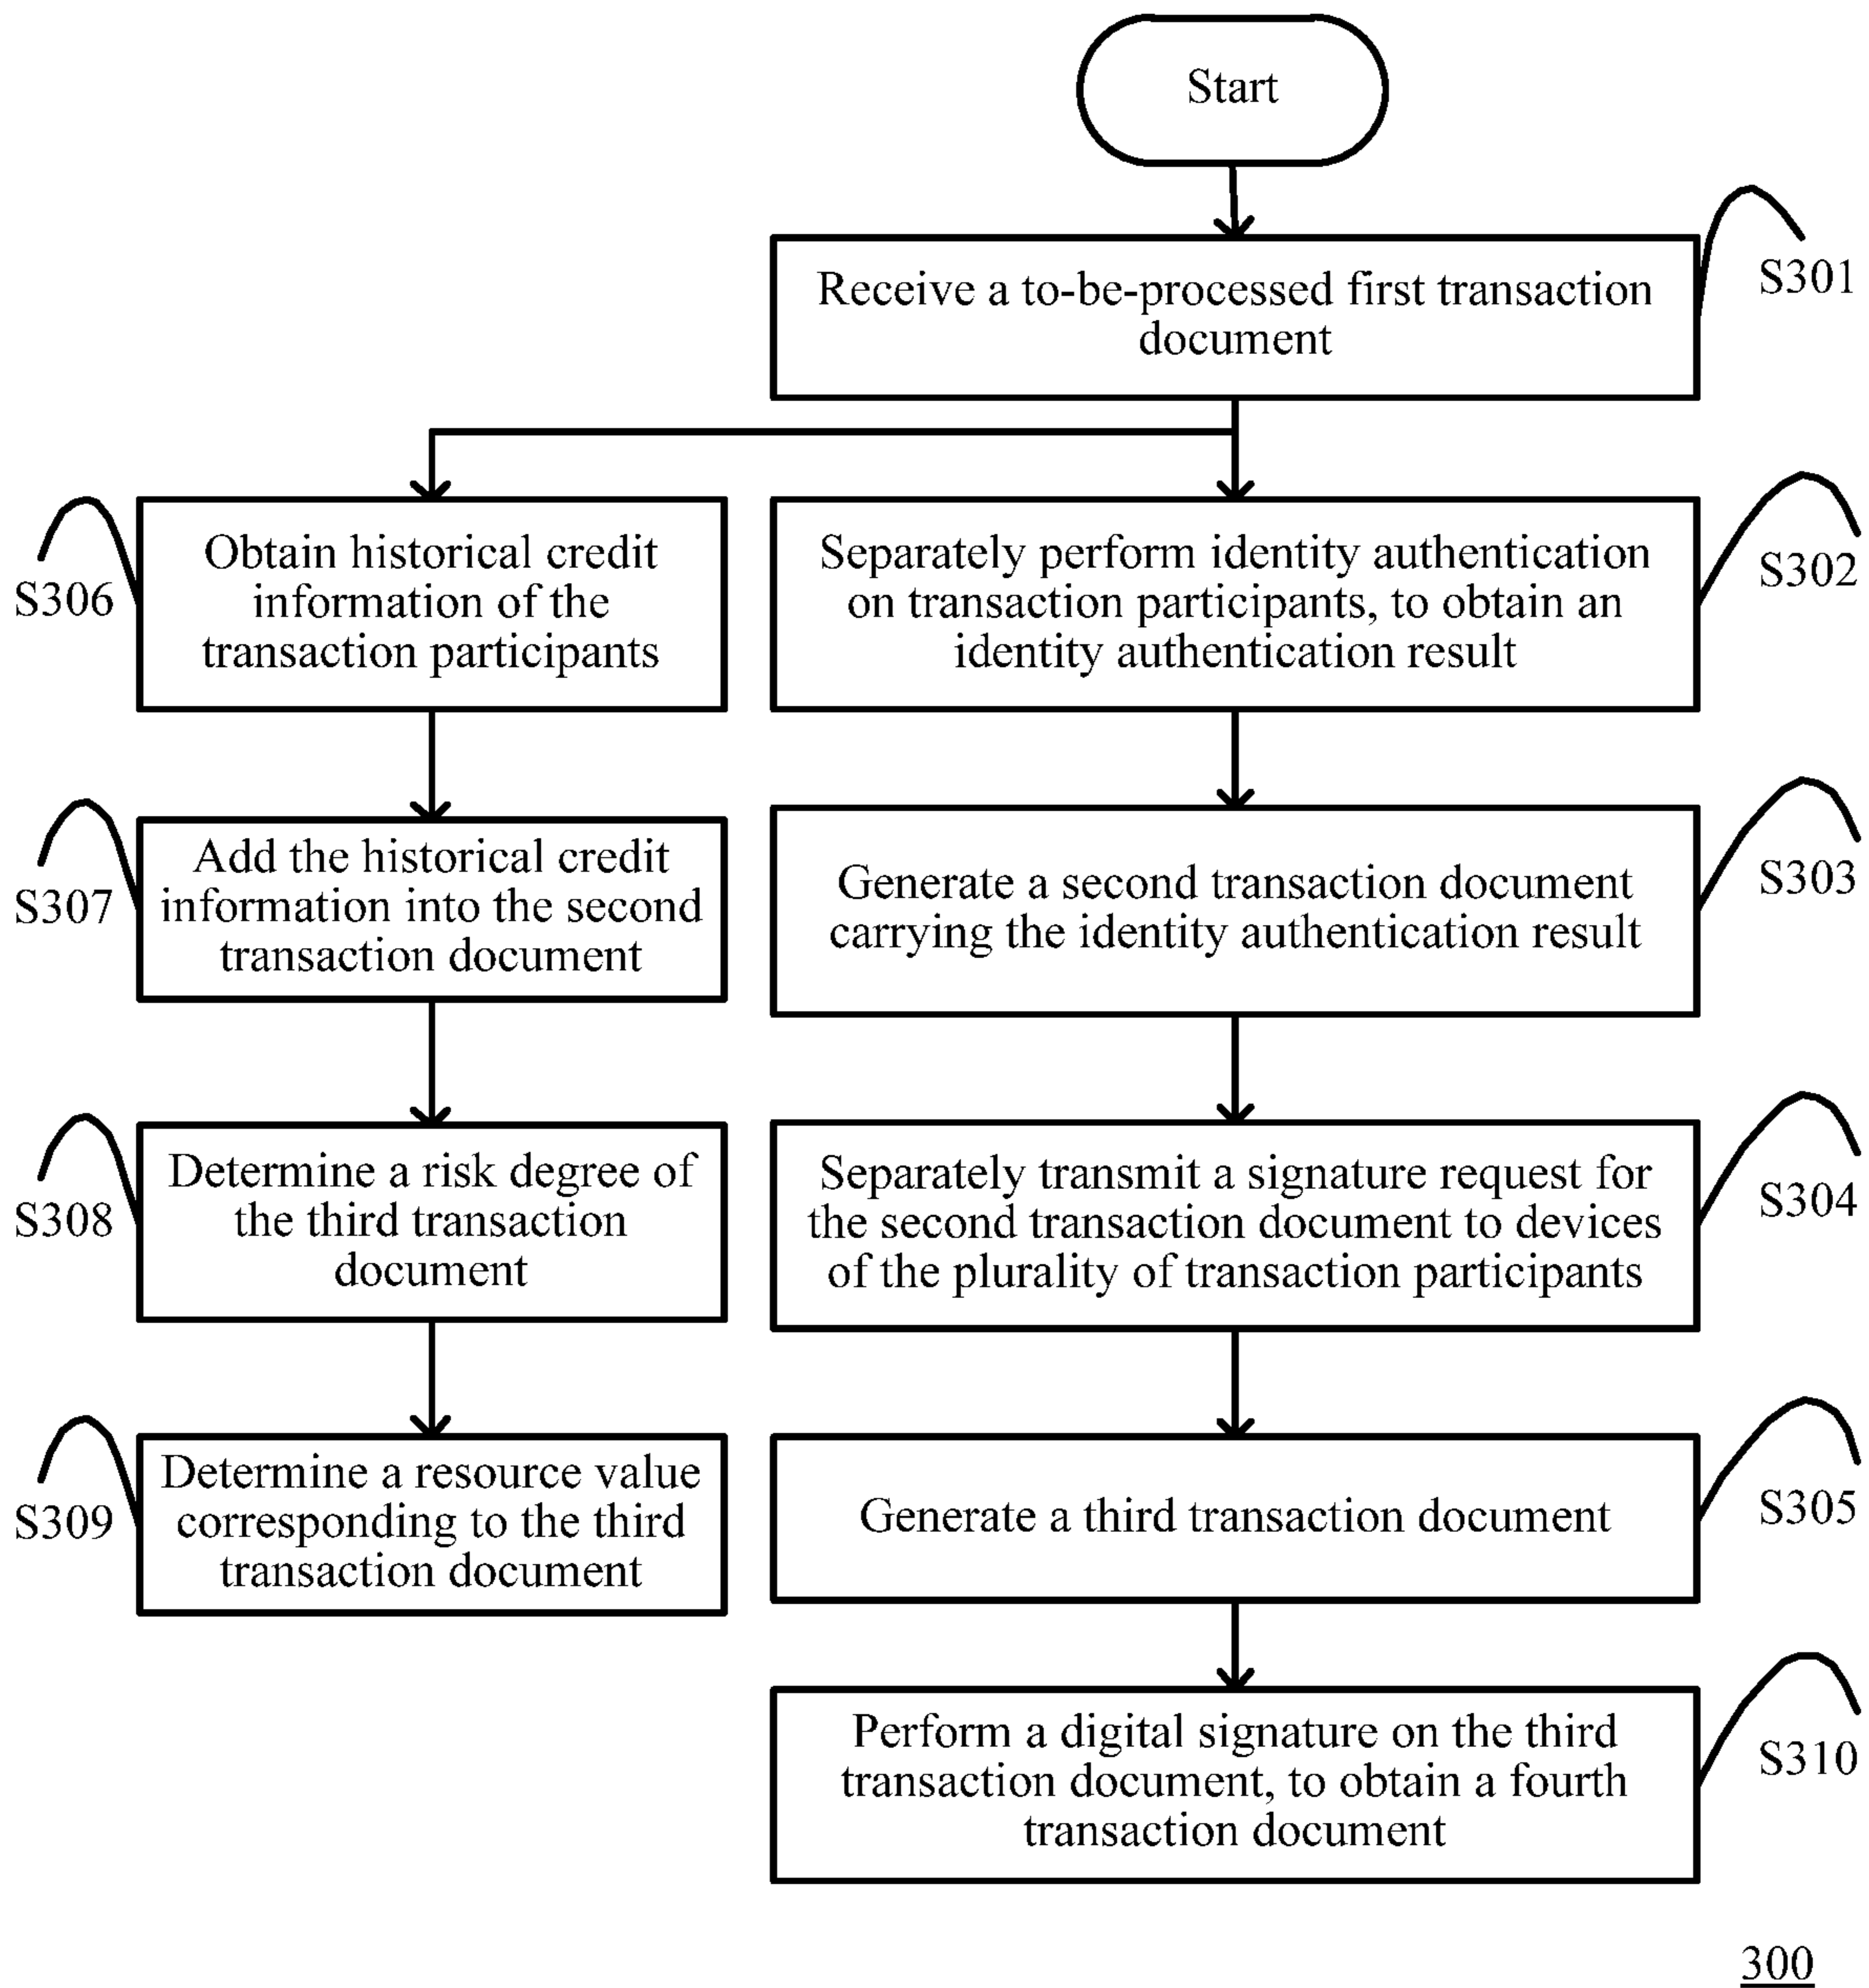 Start
Receive a to-be-processed first transaction
document
S301
Obtain historical credit
information of the
transaction participants
S306
Separately perform identity authentication
on transaction participants, to obtain an
identity authentication result
S302
Add the historical credit
information into the second
transaction document
S307
Generate a second transaction document
carrying the identity authentication result
S303
Determine a risk degree of
the third transaction
document
S308
Separately transmit a signature request for
the second transaction document to devices
of the plurality of transaction participants
S304
Determine a resource value
corresponding to the third
transaction document
S309
Generate a third transaction document
S305
Perform a digital signature on the third
transaction document, to obtain a fourth
transaction document
S310
300